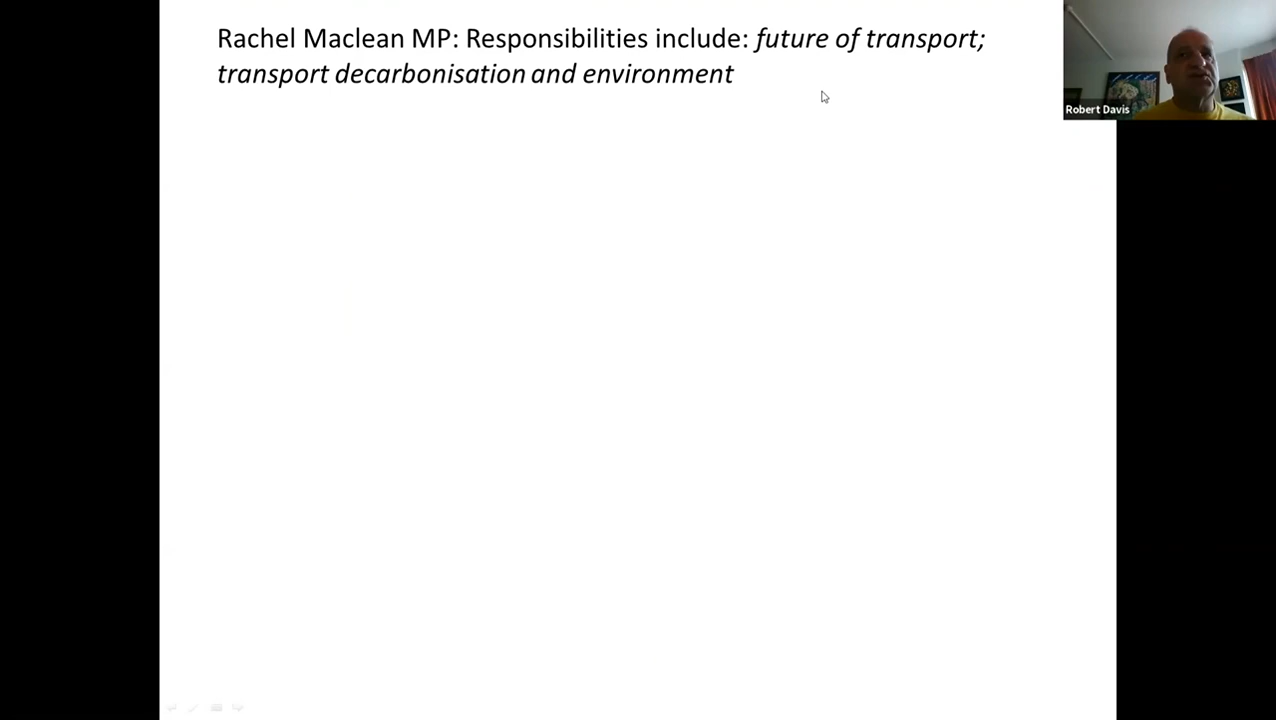 Rachel Maclean MP: Responsibilities include: future of transport;
transport decarbonisation and environment
Robert Davis